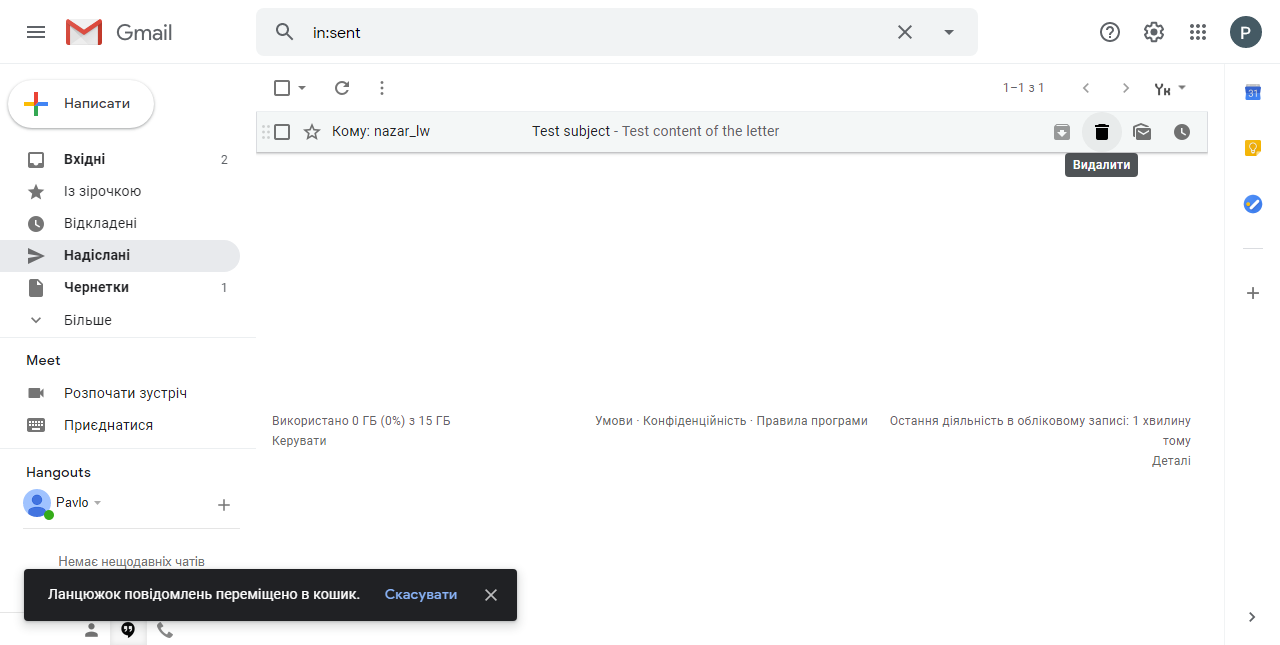 Gmail
in:sent
P
Написати
1–1 з 1
Ун
31
Вхідні 2
Із зірочкою
Відкладені
Надіслані
Чернетки 1
Більше
Кому: nazar_lw Test subject - Test content of the letter
Видалити
Meet
Розпочати зустріч
Приєднатися
Hangouts
Pavlo
Немає нещодавніх чатів
Використано 0 ГБ (0%) з 15 ГБ
Керувати
Умови · Конфіденційність · Правила програми
Остання діяльність в обліковому записі: 1 хвилину
тому
Деталі
Ланцюжок повідомлень переміщено в кошик. Скасувати